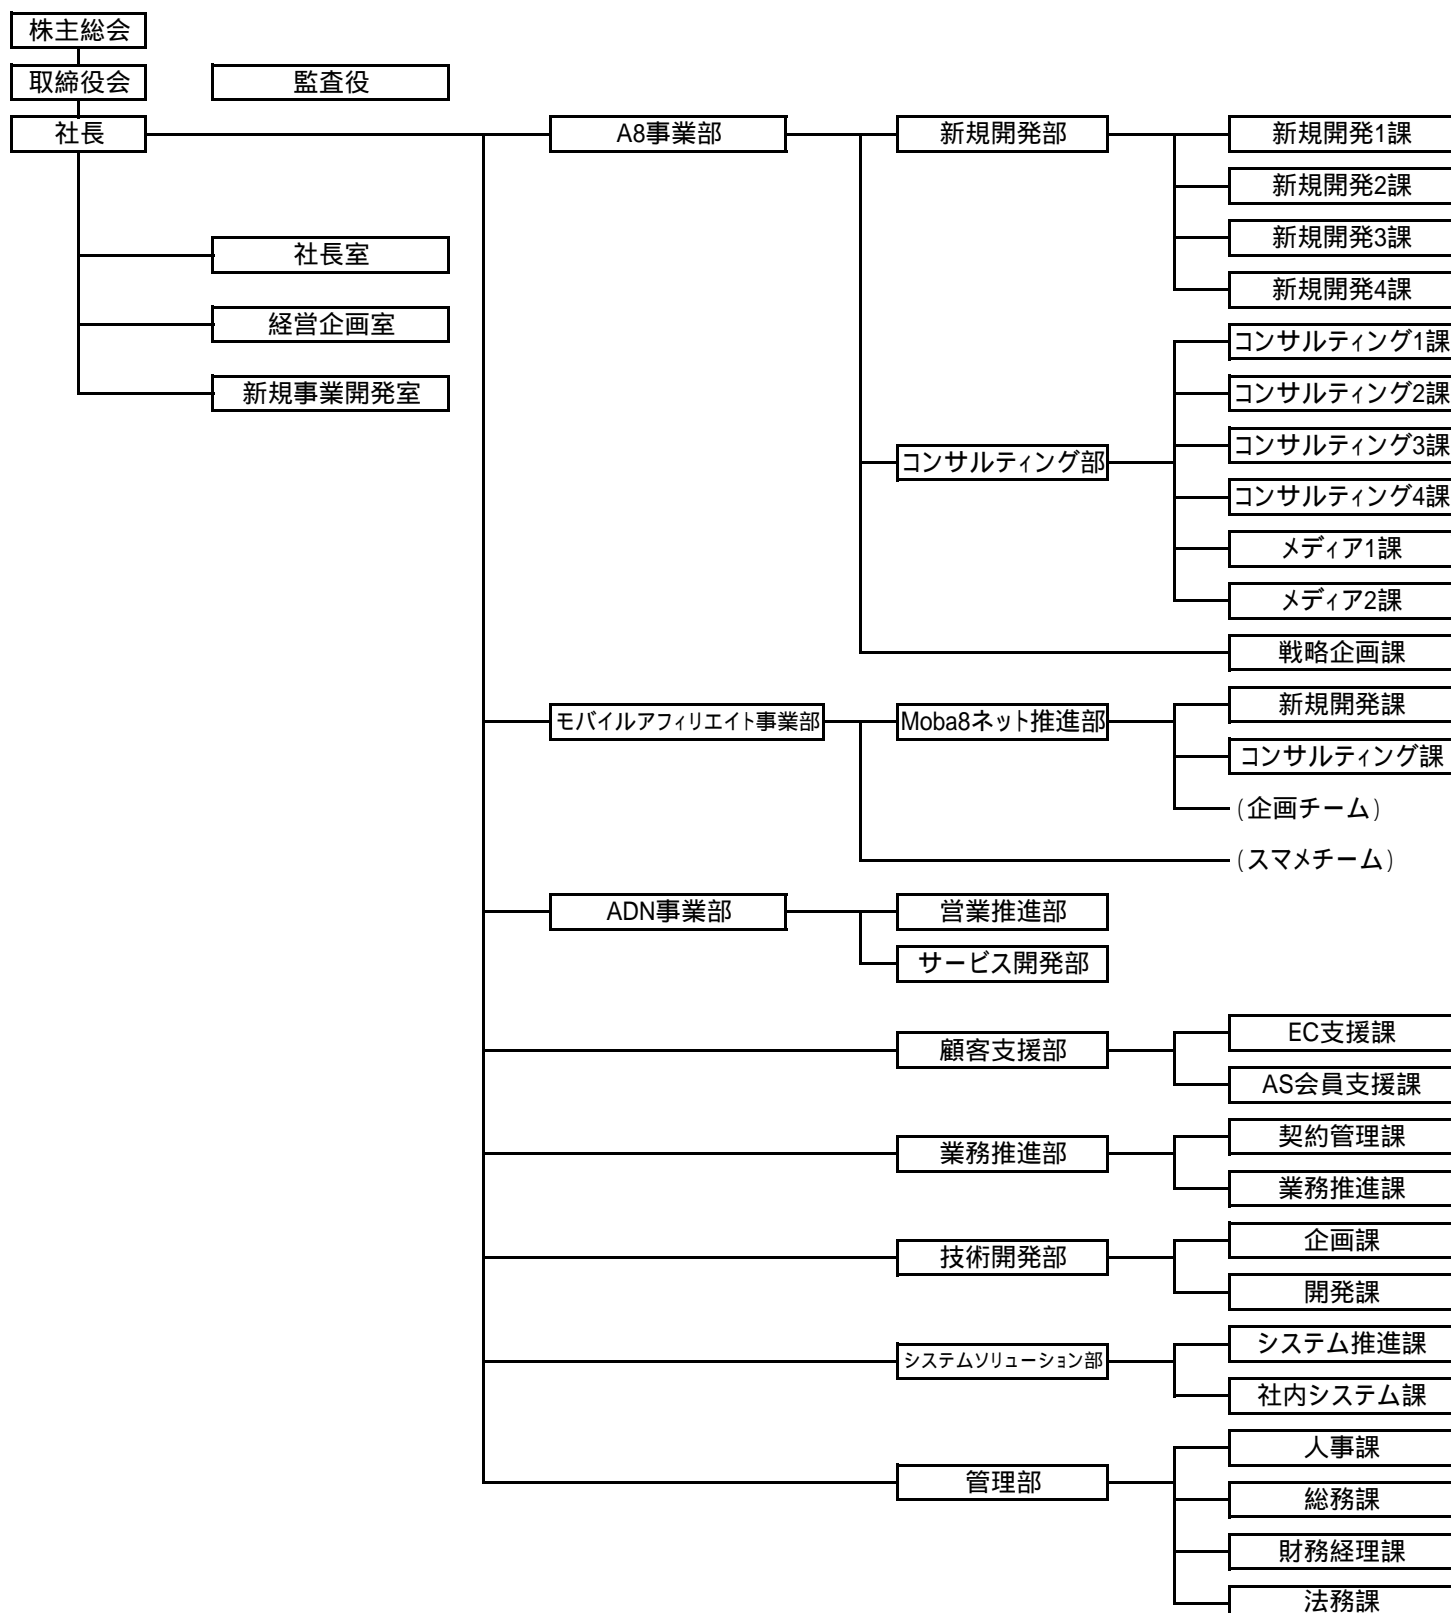 株主総会
取締役会
監査役
社長
A8事業部
新規開発部
新規開発1課
新規開発2課
社長室
新規開発3課
新規開発4課
経営企画室
コンサルティング1課
新規事業開発室
コンサルティング2課
コンサルティング3課
コンサルティング部
コンサルティング4課
メディア1課
メディア2課
戦略企画課
モバイルアフィリエイト事業部
Moba8ネット推進部
新規開発課
コンサルティング課
(企画チーム)
(スマメチーム)
ADN事業部
営業推進部
サービス開発部
顧客支援部
EC支援課
AS会員支援課
業務推進部
契約管理課
業務推進課
技術開発部
企画課
開発課
システムソリューション部
システム推進課
社内システム課
管理部
人事課
総務課
財務経理課
法務課